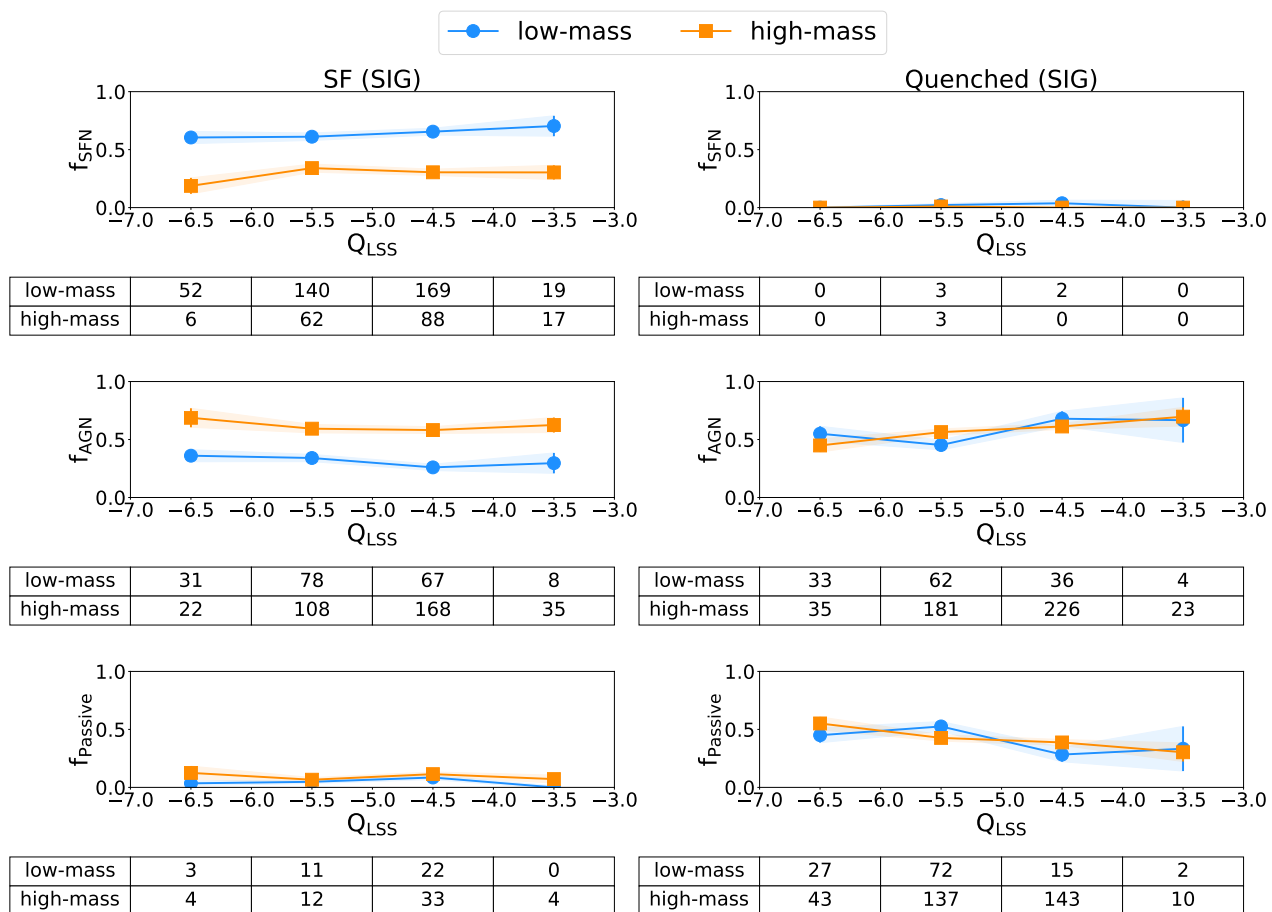 low-mass high-mass
SF (SIG) Quenched (SIG)
1.0 1.0
f_SFN 0.5 f_SFN 0.5
0.0 0.0
−7.0 −6.5 −6.0 −5.5 −5.0 −4.5 −4.0 −3.5 −3.0 −7.0 −6.5 −6.0 −5.5 −5.0 −4.5 −4.0 −3.5 −3.0
Q_LSS Q_LSS
low-mass 52 140 169 19 low-mass 0 3 2 0
high-mass 6 62 88 17 high-mass 0 3 0 0
1.0 1.0
f_AGN 0.5 f_AGN 0.5
0.0 0.0
−7.0 −6.5 −6.0 −5.5 −5.0 −4.5 −4.0 −3.5 −3.0 −7.0 −6.5 −6.0 −5.5 −5.0 −4.5 −4.0 −3.5 −3.0
Q_LSS Q_LSS
low-mass 31 78 67 8 low-mass 33 62 36 4
high-mass 22 108 168 35 high-mass 35 181 226 23
1.0 1.0
f_Passive 0.5 f_Passive 0.5
0.0 0.0
−7.0 −6.5 −6.0 −5.5 −5.0 −4.5 −4.0 −3.5 −3.0 −7.0 −6.5 −6.0 −5.5 −5.0 −4.5 −4.0 −3.5 −3.0
Q_LSS Q_LSS
low-mass 3 11 22 0 low-mass 27 72 15 2
high-mass 4 12 33 4 high-mass 43 137 143 10